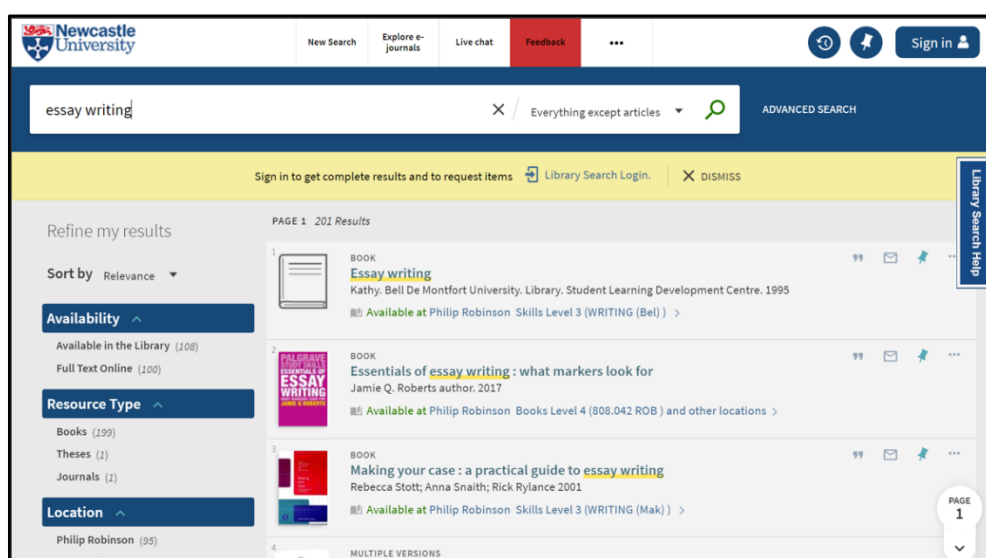 Newcastle
University
New Search
Explore e-
journals
Live chat
Feedback
•••
Sign in
essay writing
Everything except articles
ADVANCED SEARCH
Sign in to get complete results and to request items Library Search Login. DISMISS
Library Search Help
Refine my results
Sort by Relevance
Availability
Available in the Library (108)
Full Text Online (100)
Resource Type
Books (199)
Theses (1)
Journals (1)
Location
Philip Robinson (95)
PAGE 1 201 Results
1
BOOK
Essay writing
Kathy. Bell De Montfort University. Library. Student Learning Development Centre. 1995
Available at Philip Robinson Skills Level 3 (WRITING (Bel) ) >
2
PALGRAVE
STUDY SKILLS
ESSENTIALS OF
ESSAY
WRITING
JAMIE Q ROBERTS
BOOK
Essentials of essay writing : what markers look for
Jamie Q. Roberts author. 2017
Available at Philip Robinson Books Level 4 (808.042 ROB ) and other locations >
3
BOOK
Making your case : a practical guide to essay writing
Rebecca Stott; Anna Snaith; Rick Rylance 2001
Available at Philip Robinson Skills Level 3 (WRITING (Mak) ) >
4
MULTIPLE VERSIONS
PAGE
1